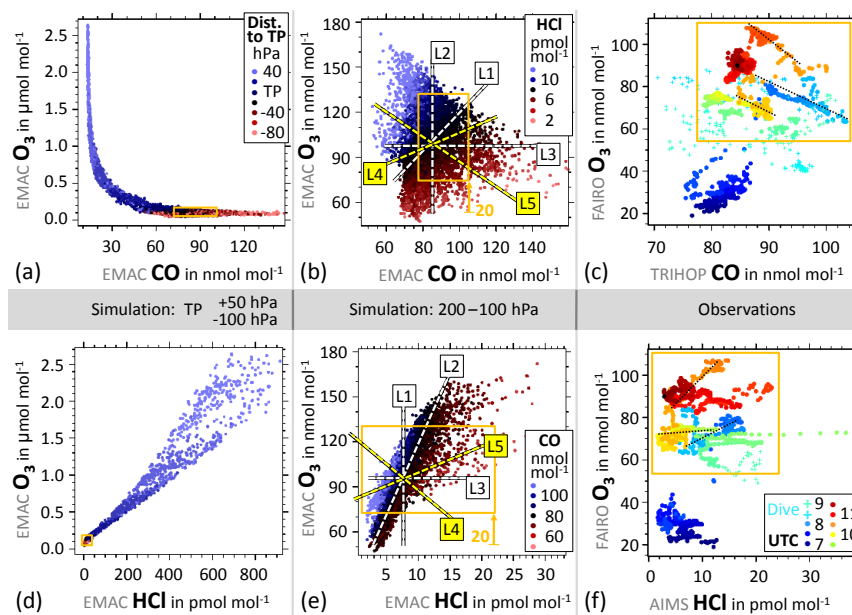 EMAC O3 in µmol mol-1
2.5
2.0
1.5
1.0
0.5
0.0
Dist.
to TP
hPa
40
TP
-40
-80
30
60
90
120
150
(a)
EMAC CO in nmol mol-1
EMAC O3 in nmol mol-1
180
150
120
90
60
L2
L1
L3
L4
L5
20
HCl
pmol
mol-1
10
6
2
60
80
100
120
140
(b)
EMAC CO in nmol mol-1
FAIRO O3 in nmol mol-1
100
80
60
40
20
70
80
90
100
(c)
TRIHOP CO in nmol mol-1
Simulation: TP +50 hPa
-100 hPa
Simulation: 200–100 hPa
Observations
EMAC O3 in µmol mol-1
2.5
2.0
1.5
1.0
0.5
0.0
0
200
400
600
800
(d)
EMAC HCl in pmol mol-1
EMAC O3 in nmol mol-1
180
150
120
90
60
L1
L2
L5
L3
L4
20
CO
nmol
mol-1
100
80
60
5
10
15
20
25
30
(e)
EMAC HCl in pmol mol-1
FAIRO O3 in nmol mol-1
100
80
60
40
20
Dive
UTC
9
8
7
11
10
0
10
20
30
(f)
AIMS HCl in pmol mol-1